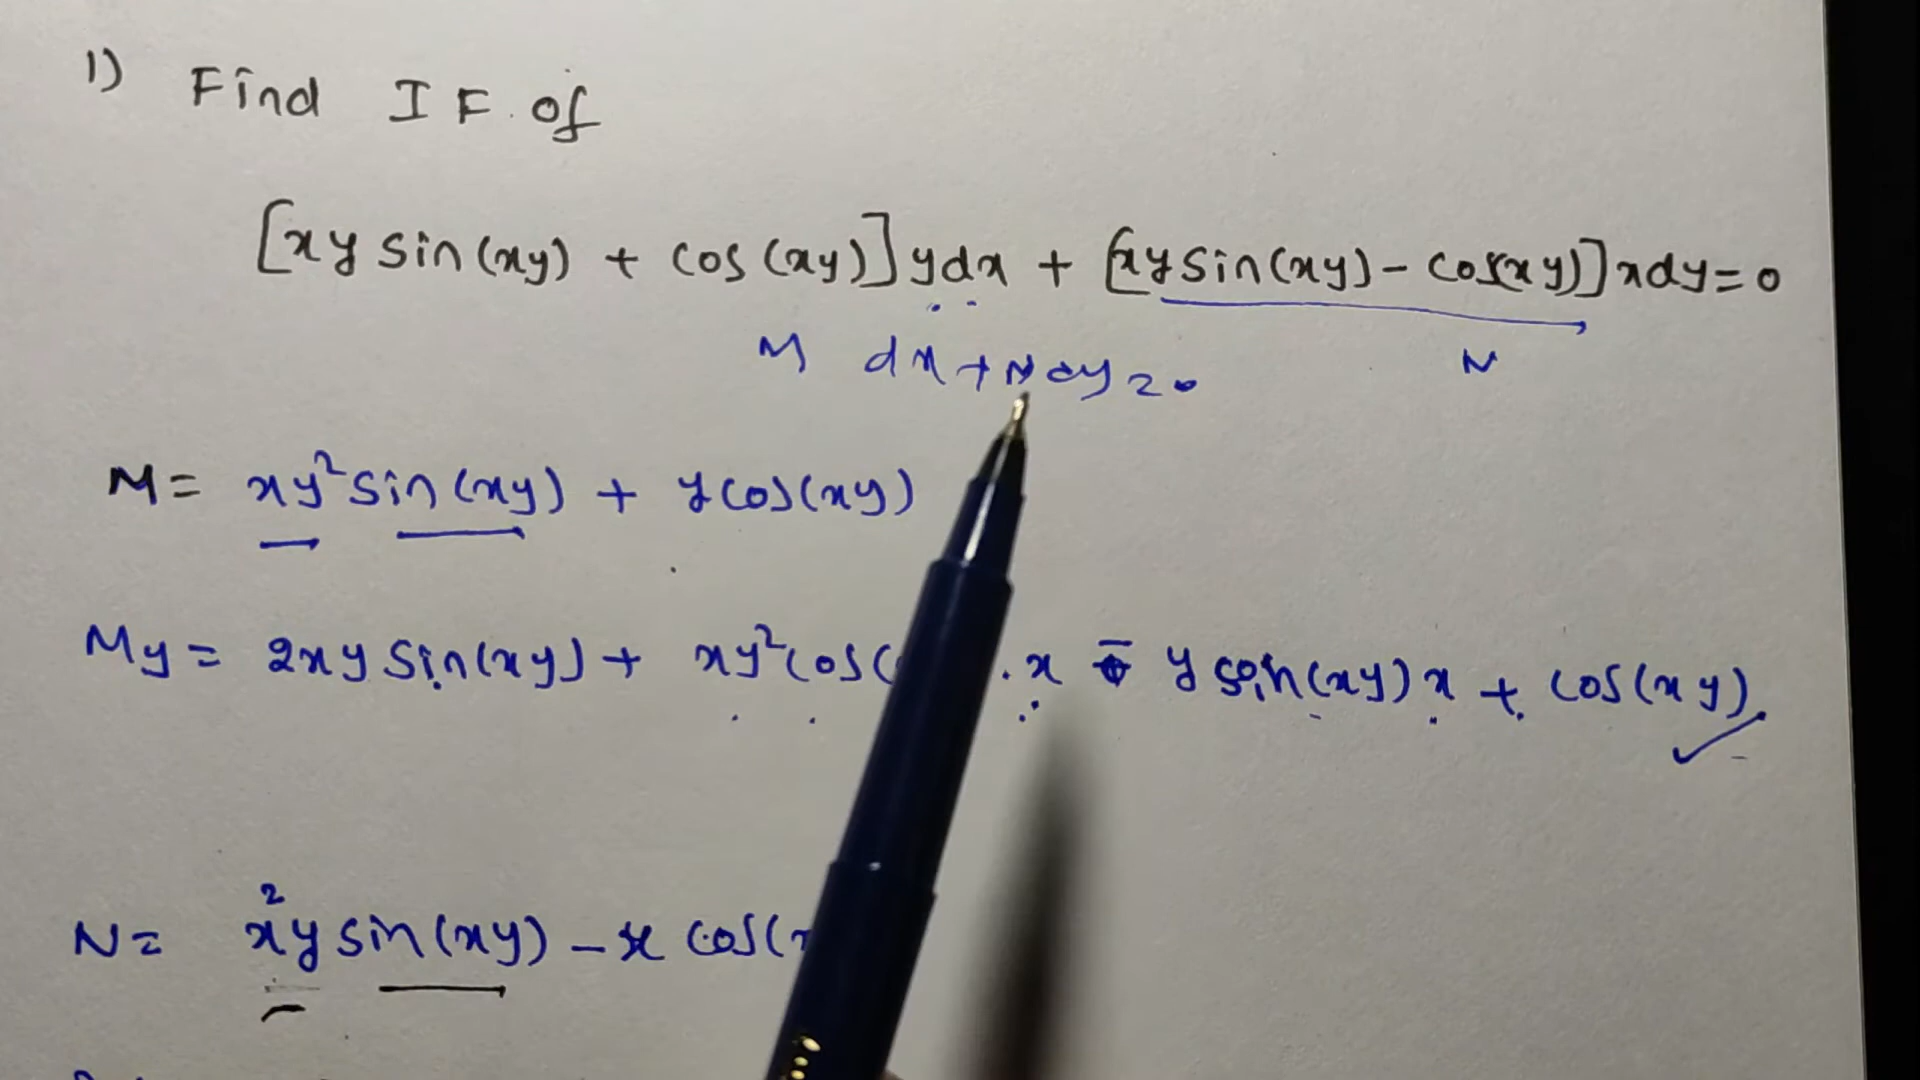 1) Find I F. of
[xy sin(xy) + cos(xy)] ydx + [xy sin(xy) - cos(xy)] xdy = 0
M dx + N dy = 0 N
M = xy² sin(xy) + y cos(xy)
My = 2xy sin(xy) + xy² cos( . x - y sin(xy) x + cos(xy)
N = x²y sin(xy) - x cos(x